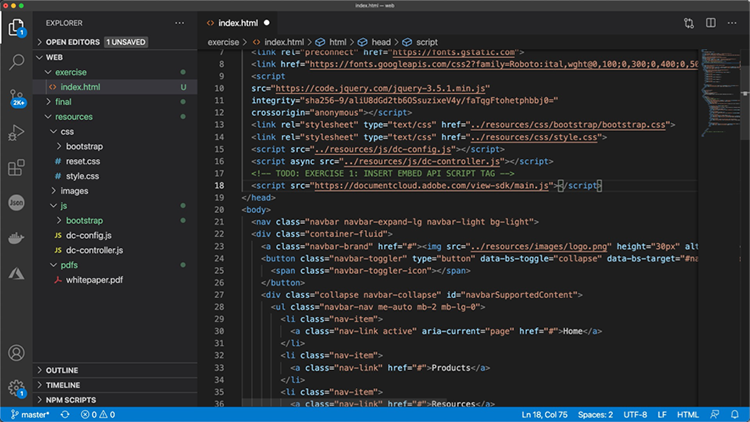 index.html — web
EXPLORER
index.html
OPEN EDITORS 1 UNSAVED
exercise > index.html > html > head > script
WEB
exercise
index.html U
final
resources
css
bootstrap
reset.css
style.css
images
js
bootstrap
dc-config.js
dc-controller.js
pdfs
whitepaper.pdf
OUTLINE
TIMELINE
NPM SCRIPTS
1
2K+
Json
1
7 <link rel="preconnect" href="https://fonts.gstatic.com">
8 <link href="https://fonts.googleapis.com/css2?family=Roboto:ital,wght@0,100;0,300;0,400;0,50
9 <script
10 src="https://code.jquery.com/jquery-3.5.1.min.js"
11 integrity="sha256-9/aliU8dGd2tb6OSsuzixeV4y/faTqgFtohetphbbj0="
12 crossorigin="anonymous"></script>
13 <link rel="stylesheet" type="text/css" href="../resources/css/bootstrap/bootstrap.css">
14 <link rel="stylesheet" type="text/css" href="../resources/css/style.css">
15 <script src="../resources/js/dc-config.js"></script>
16 <script async src="../resources/js/dc-controller.js"></script>
17 <!-- TODO: EXERCISE 1: INSERT EMBED API SCRIPT TAG -->
18 <script src="https://documentcloud.adobe.com/view-sdk/main.js"></script>
19 </head>
20 <body>
21 <nav class="navbar navbar-expand-lg navbar-light bg-light">
22 <div class="container-fluid">
23 <a class="navbar-brand" href="#"><img src="../resources/images/logo.png" height="30px" alt
24 <button class="navbar-toggler" type="button" data-bs-toggle="collapse" data-bs-target="#na
25 <span class="navbar-toggler-icon"></span>
26 </button>
27 <div class="collapse navbar-collapse" id="navbarSupportedContent">
28 <ul class="navbar-nav me-auto mb-2 mb-lg-0">
29 <li class="nav-item">
30 <a class="nav-link active" aria-current="page" href="#">Home</a>
31 </li>
32 <li class="nav-item">
33 <a class="nav-link" href="#">Products</a>
34 </li>
35 <li class="nav-item">
36 <a class="nav-link" href="#">Resources</a>
master* 0 0 Ln 18, Col 75 Spaces: 2 UTF-8 LF HTML